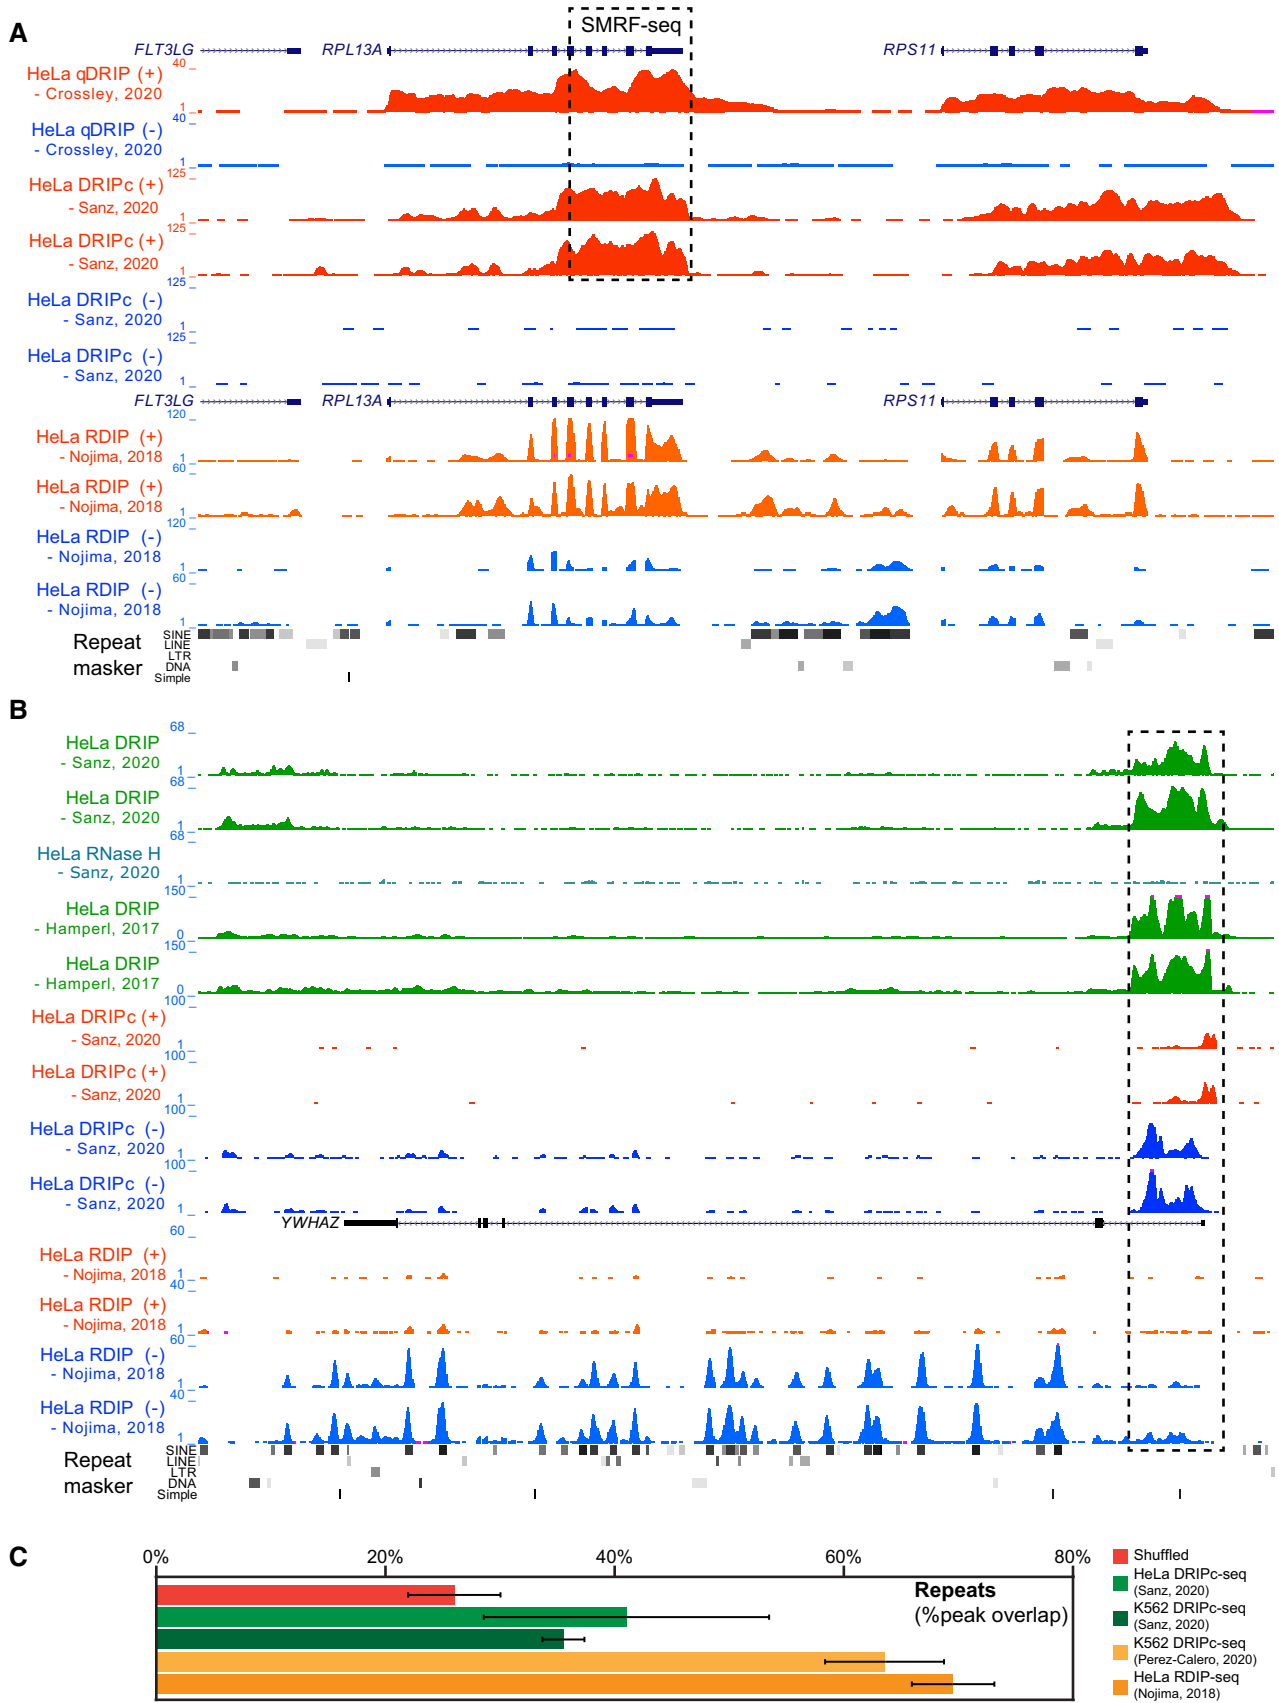 A
SMRF-seq
FLT3LG RPL13A RPS11
40
HeLa qDRIP (+)
- Crossley, 2020
1
40
HeLa qDRIP (-)
- Crossley, 2020
1
125
HeLa DRIPc (+)
- Sanz, 2020
1
125
HeLa DRIPc (+)
- Sanz, 2020
1
125
HeLa DRIPc (-)
- Sanz, 2020
1
125
HeLa DRIPc (-)
- Sanz, 2020
1
FLT3LG RPL13A RPS11
120
HeLa RDIP (+)
- Nojima, 2018
1
60
HeLa RDIP (+)
- Nojima, 2018
1
120
HeLa RDIP (-)
- Nojima, 2018
1
60
HeLa RDIP (-)
- Nojima, 2018
1
Repeat
masker
SINE
LINE
LTR
DNA
Simple
B
68
HeLa DRIP
- Sanz, 2020
1
68
HeLa DRIP
- Sanz, 2020
1
68
HeLa RNase H
- Sanz, 2020
1
150
HeLa DRIP
- Hamperl, 2017
0
150
HeLa DRIP
- Hamperl, 2017
0
100
HeLa DRIPc (+)
- Sanz, 2020
1
100
HeLa DRIPc (+)
- Sanz, 2020
1
100
HeLa DRIPc (-)
- Sanz, 2020
1
100
HeLa DRIPc (-)
- Sanz, 2020
1
YWHAZ
60
HeLa RDIP (+)
- Nojima, 2018
1
40
HeLa RDIP (+)
- Nojima, 2018
1
60
HeLa RDIP (-)
- Nojima, 2018
1
40
HeLa RDIP (-)
- Nojima, 2018
1
Repeat
masker
SINE
LINE
LTR
DNA
Simple
C
0% 20% 40% 60% 80%
Repeats
(%peak overlap)
Shuffled
HeLa DRIPc-seq
(Sanz, 2020)
K562 DRIPc-seq
(Sanz, 2020)
K562 DRIPc-seq
(Perez-Calero, 2020)
HeLa RDIP-seq
(Nojima, 2018)